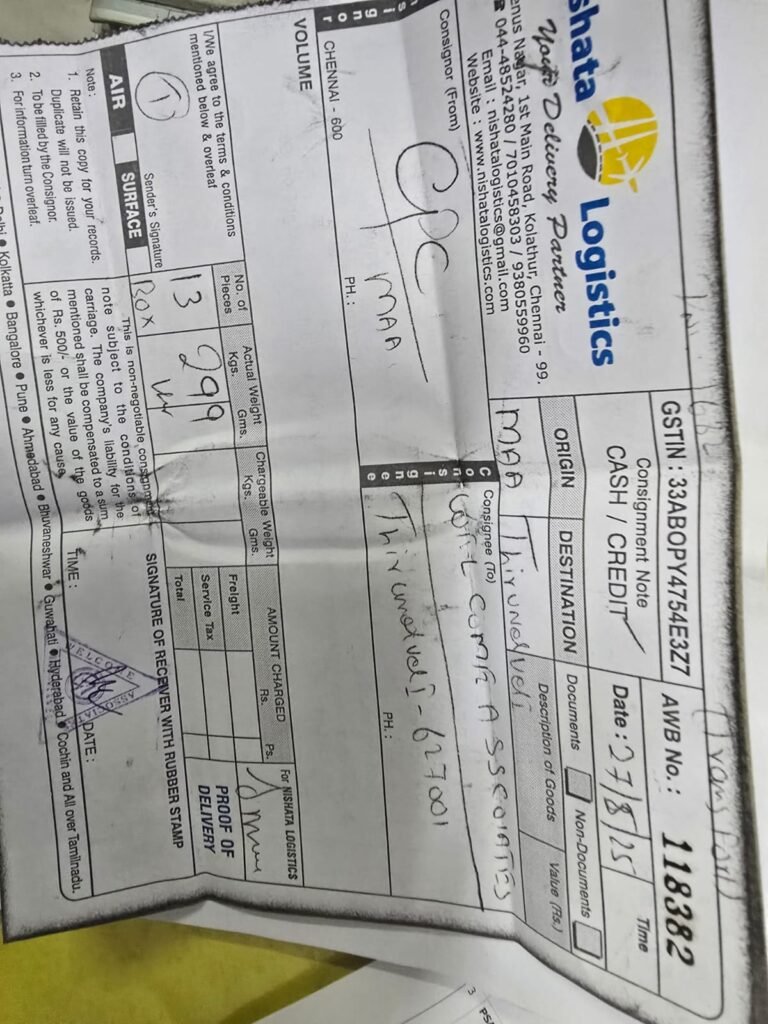 shata Logistics
Your Delivery Partner
enus Nagar, 1st Main Road, Kolathur, Chennai - 99.
☎ 044-48524280 / 7010458303 / 9380559960
Email : nishatalogistics@gmail.com
Website : www.nishatalogistics.com
GSTIN : 33ABOPY4754E3Z7
AWB No.: 118382
Consignment Note
CASH / CREDIT
Date : 27/8/25
Time
ORIGIN
DESTINATION
Documents
Non-Documents
MAA
Thirunelveli
Description of Goods
Value (Rs.)
Consignor (From)
CPC
MAA
CHENNAI - 600
PH.:
Consignee
Consignee (To)
WELCOME ASSCOIATES
Thirunelveli - 627001
PH.:
VOLUME
I/We agree to the terms & conditions
mentioned below & overleaf
Sender's Signature
AIR
SURFACE
No. of Pieces
Actual Weight
Kgs. Gms.
Chargeable Weight
Kgs. Gms.
AMOUNT CHARGED
Rs. Ps.
13
BOX
299
Freight
Service Tax
Total
For NISHATA LOGISTICS
PROOF OF
DELIVERY
Note :
1. Retain this copy for your records.
Duplicate will not be issued.
2. To be filled by the Consignor.
3. For information turn overleaf.
This is non-negotiable consignment
note subject to the conditions of
carriage. The company's liability for the
mentioned shall be compensated to a sum
of Rs. 500/- or the value of the goods
whichever is less for any cause
SIGNATURE OF RECEIVER WITH RUBBER STAMP
TIME :
DATE :
WELCOME
Delhi ● Kolkatta ● Bangalore ● Pune ● Ahmedabad ● Bhuvaneshwar ● Guwahati ● Hyderabad ● Cochin and All over Tamilnadu.